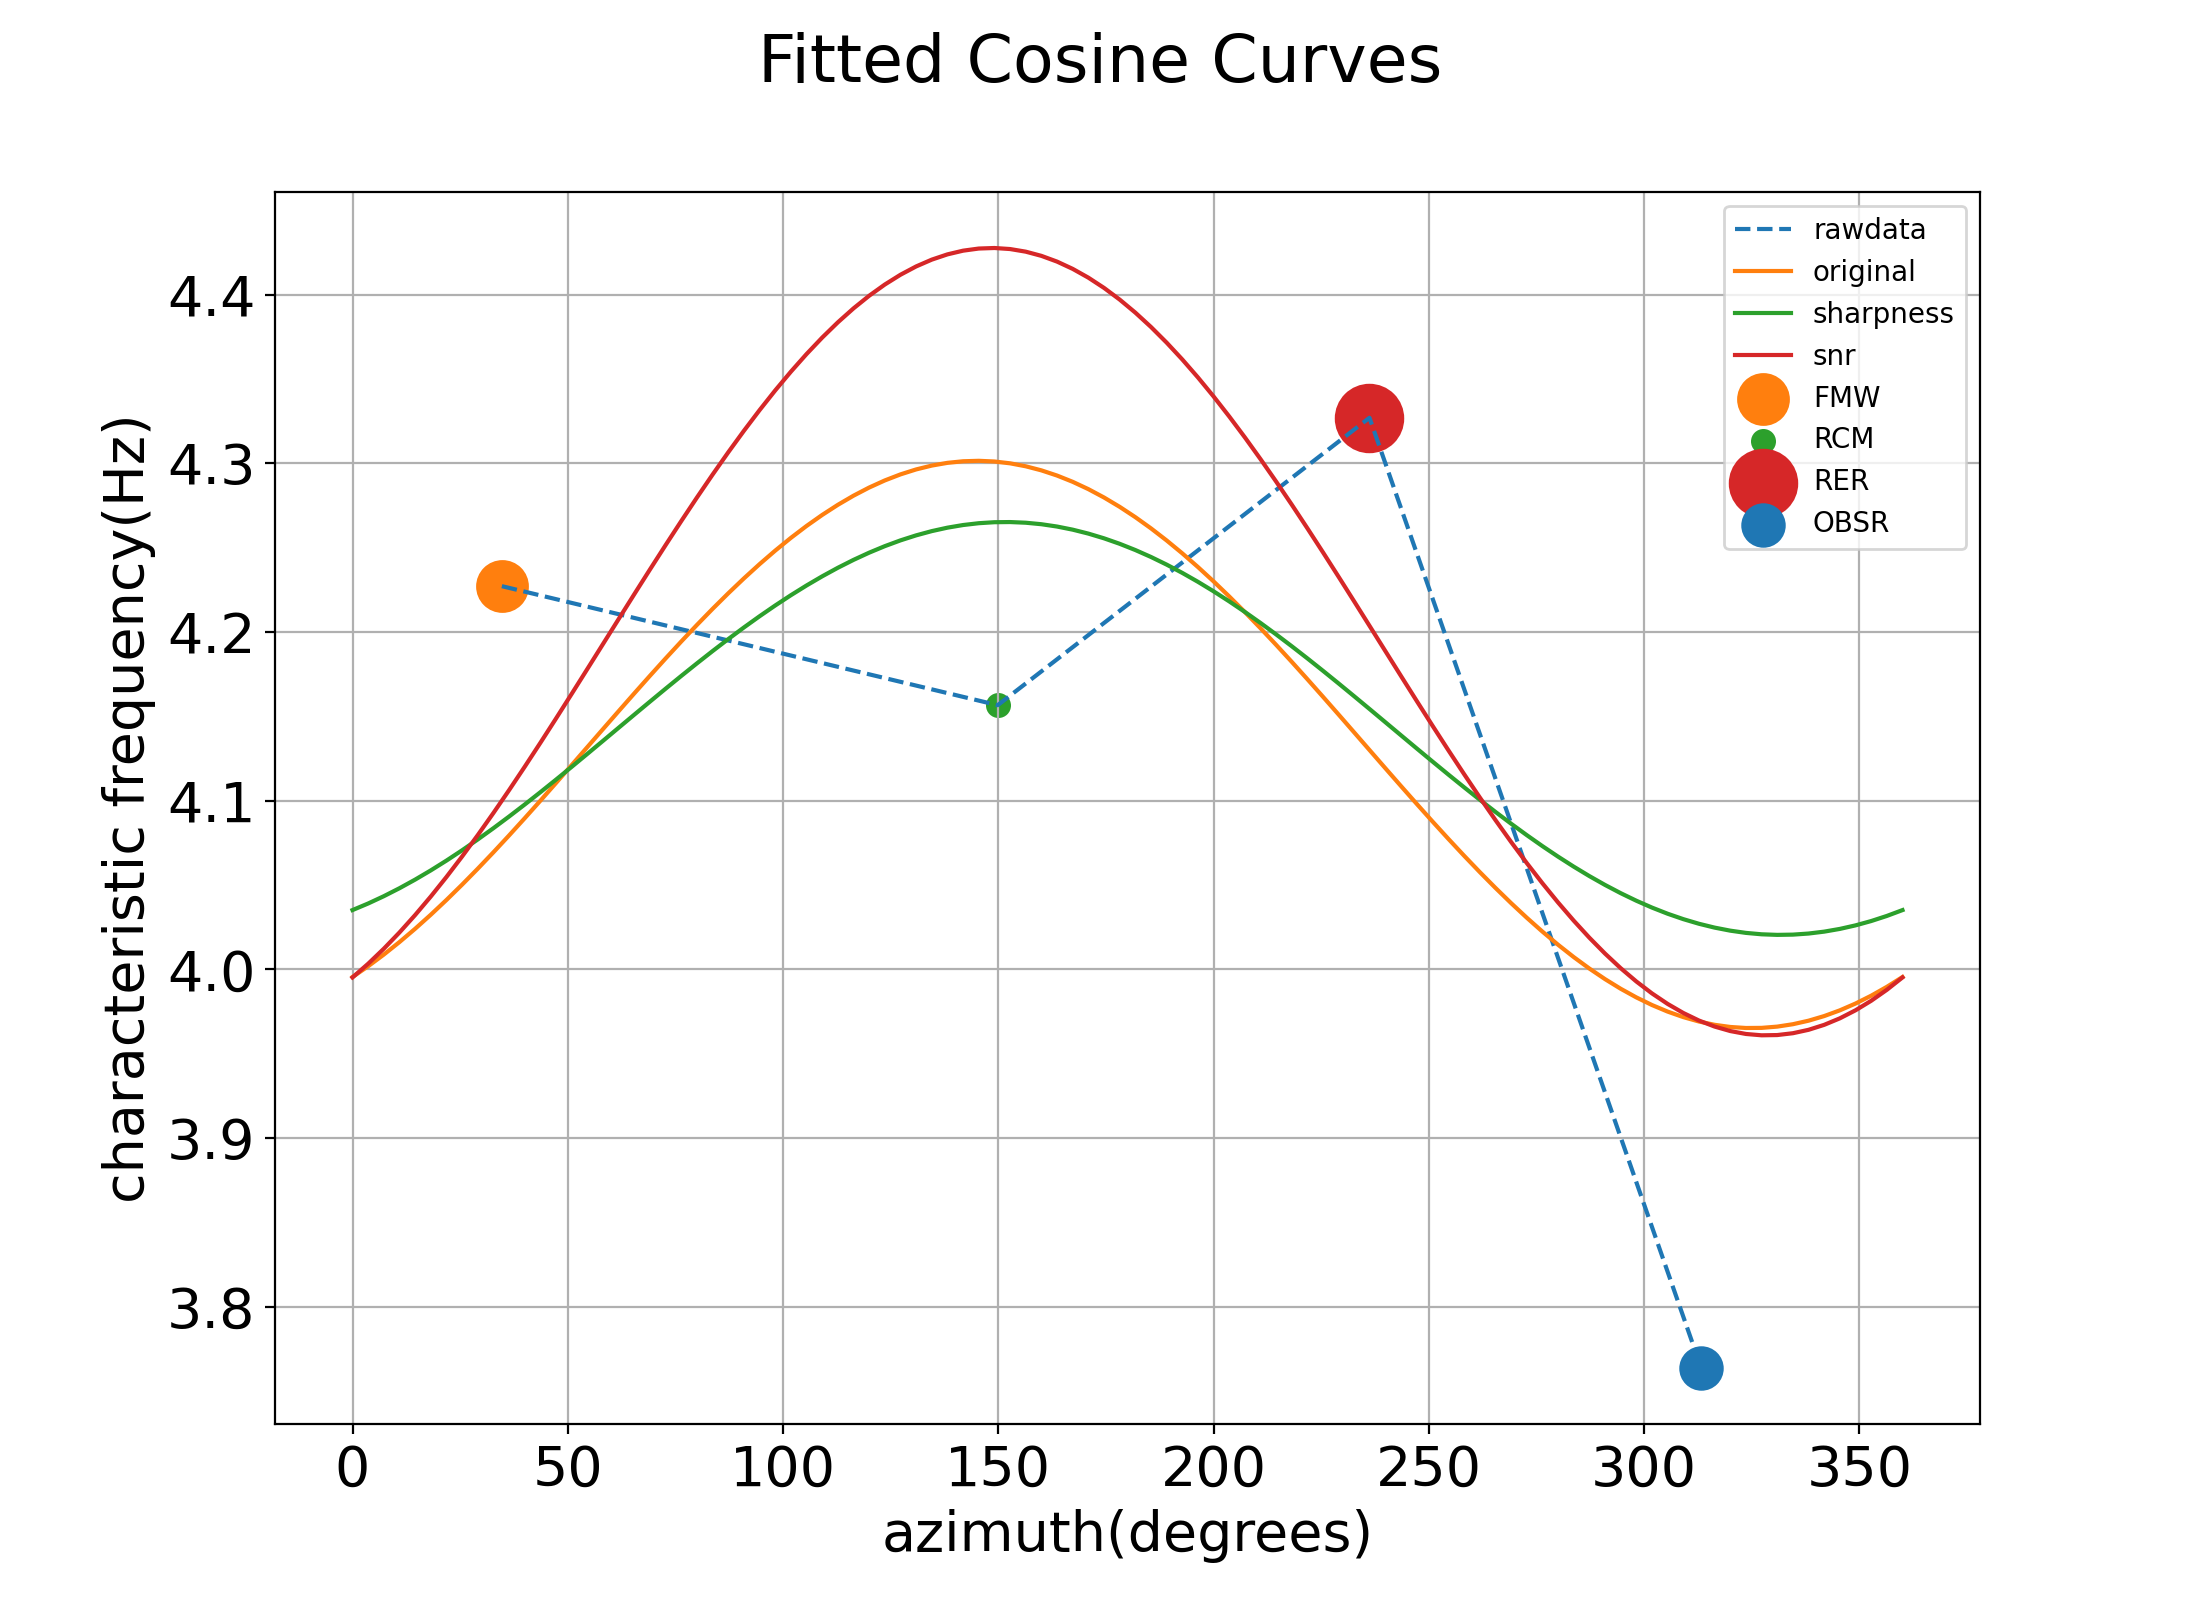 Fitted Cosine Curves
rawdata
original
sharpness
snr
FMW
RCM
RER
OBSR
characteristic frequency(Hz)
4.4
4.3
4.2
4.1
4.0
3.9
3.8
0 50 100 150 200 250 300 350
azimuth(degrees)